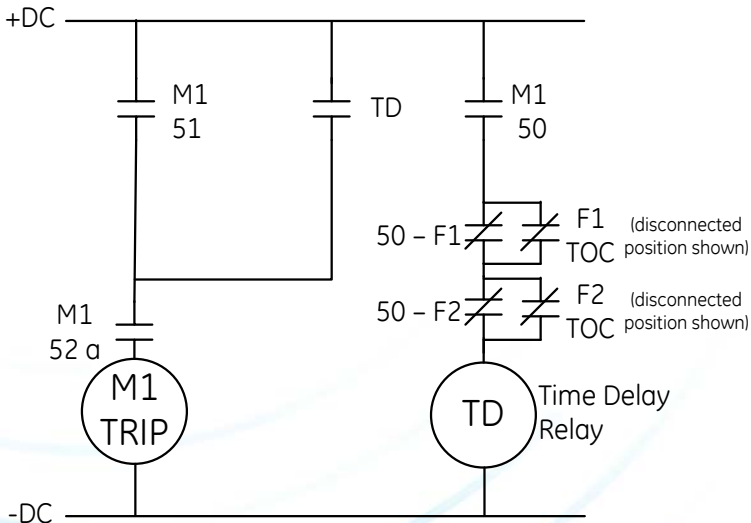 +DC
M1
51
TD
M1
50
50 – F1
F1
TOC
(disconnected
position shown)
50 – F2
F2
TOC
(disconnected
position shown)
M1
52 a
M1
TRIP
TD
Time Delay
Relay
-DC